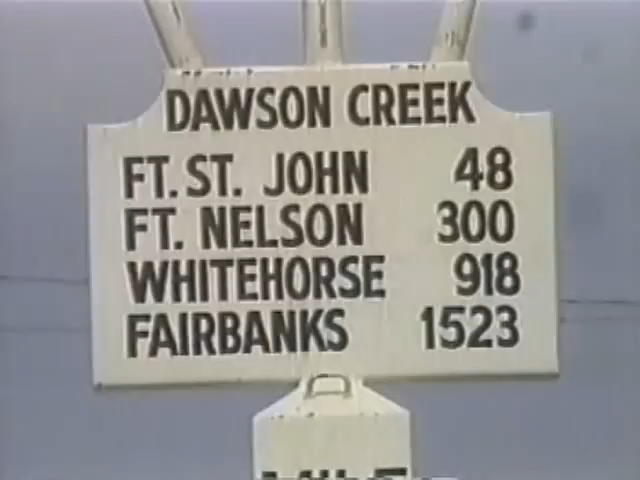 DAWSON CREEK
FT. ST. JOHN 48
FT. NELSON 300
WHITEHORSE 918
FAIRBANKS 1523